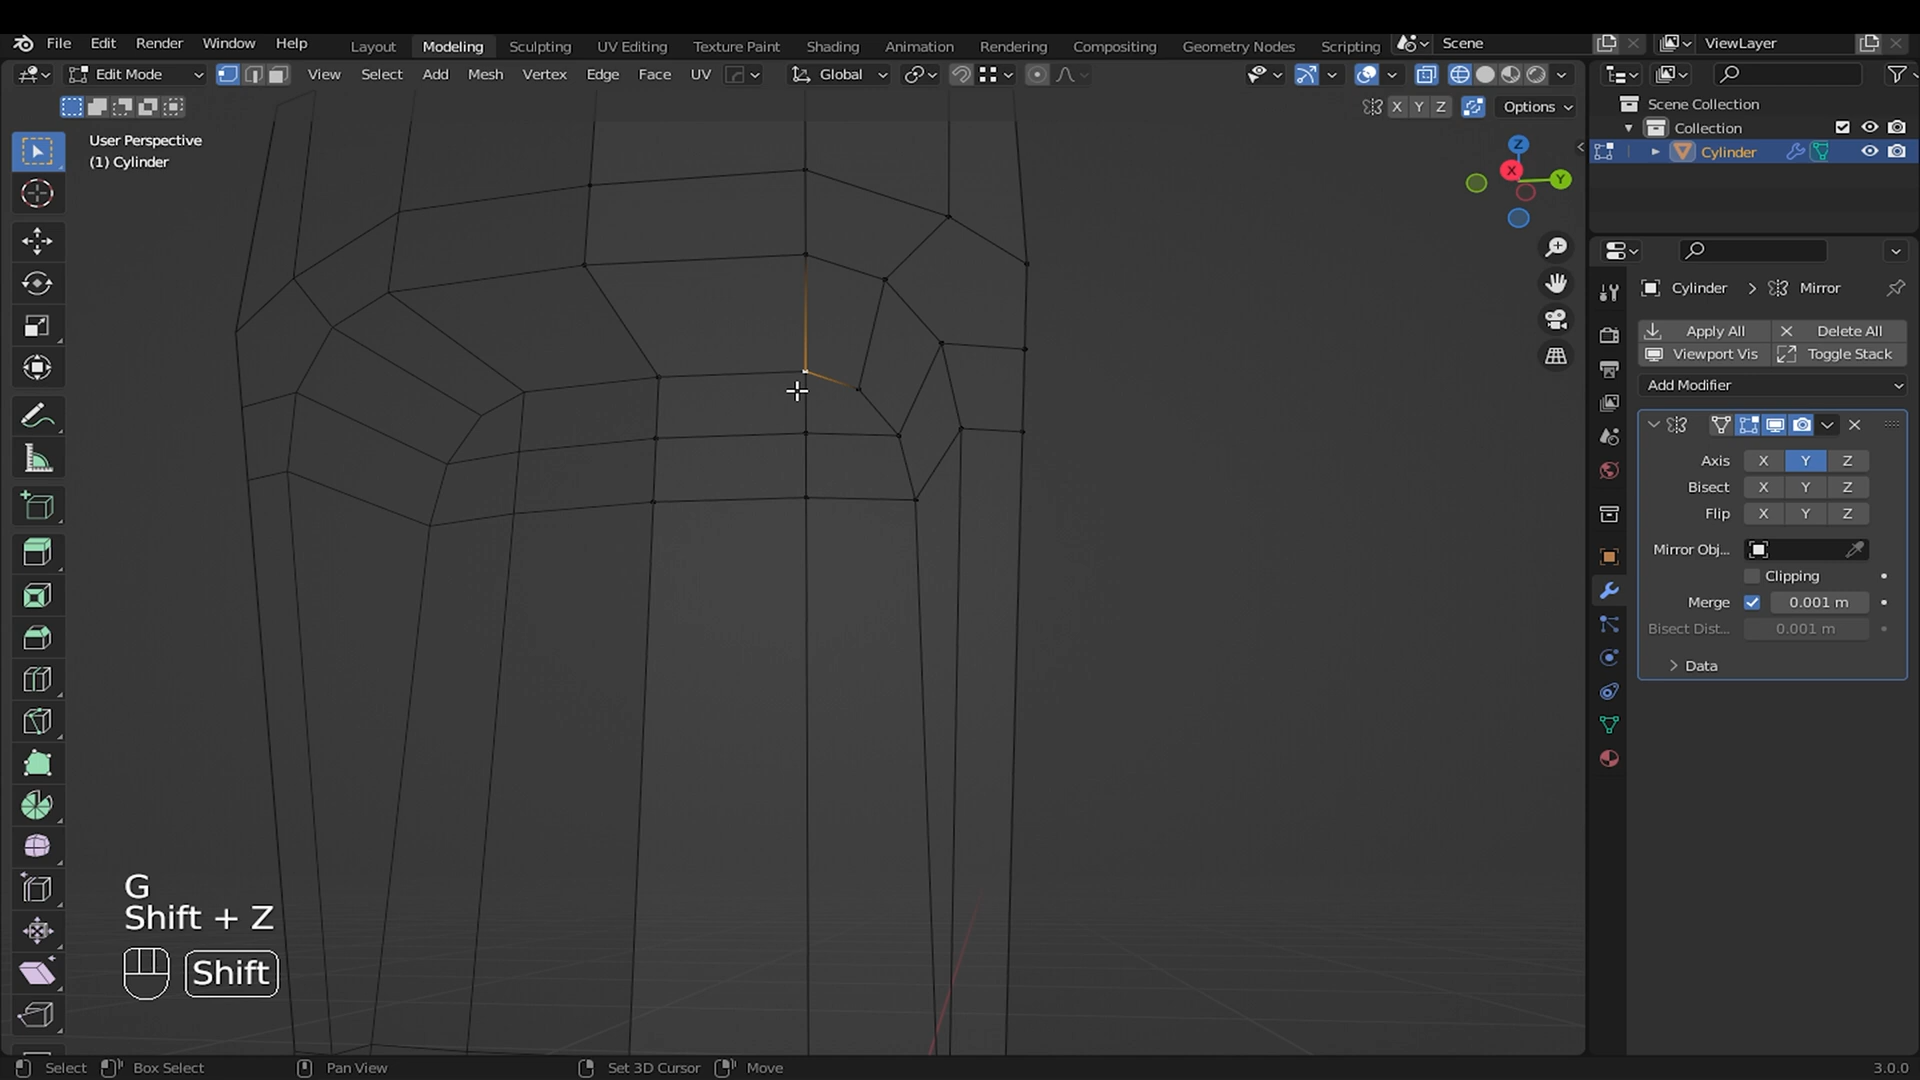 File Edit Render Window Help Layout Modeling Sculpting UV Editing Texture Paint Shading Animation Rendering Compositing Geometry Nodes Scripting Scene ViewLayer
Edit Mode View Select Add Mesh Vertex Edge Face UV Global
X Y Z Options
Scene Collection
Collection
Cylinder
User Perspective
(1) Cylinder
Z
X
Y
Cylinder > Mirror
Apply All Delete All
Viewport Vis Toggle Stack
Add Modifier
Axis X Y Z
Bisect X Y Z
Flip X Y Z
Mirror Obj...
Clipping
Merge 0.001 m
Bisect Dist... 0.001 m
Data
G
Shift + Z
Shift
Select Box Select Pan View Set 3D Cursor Move 3.0.0